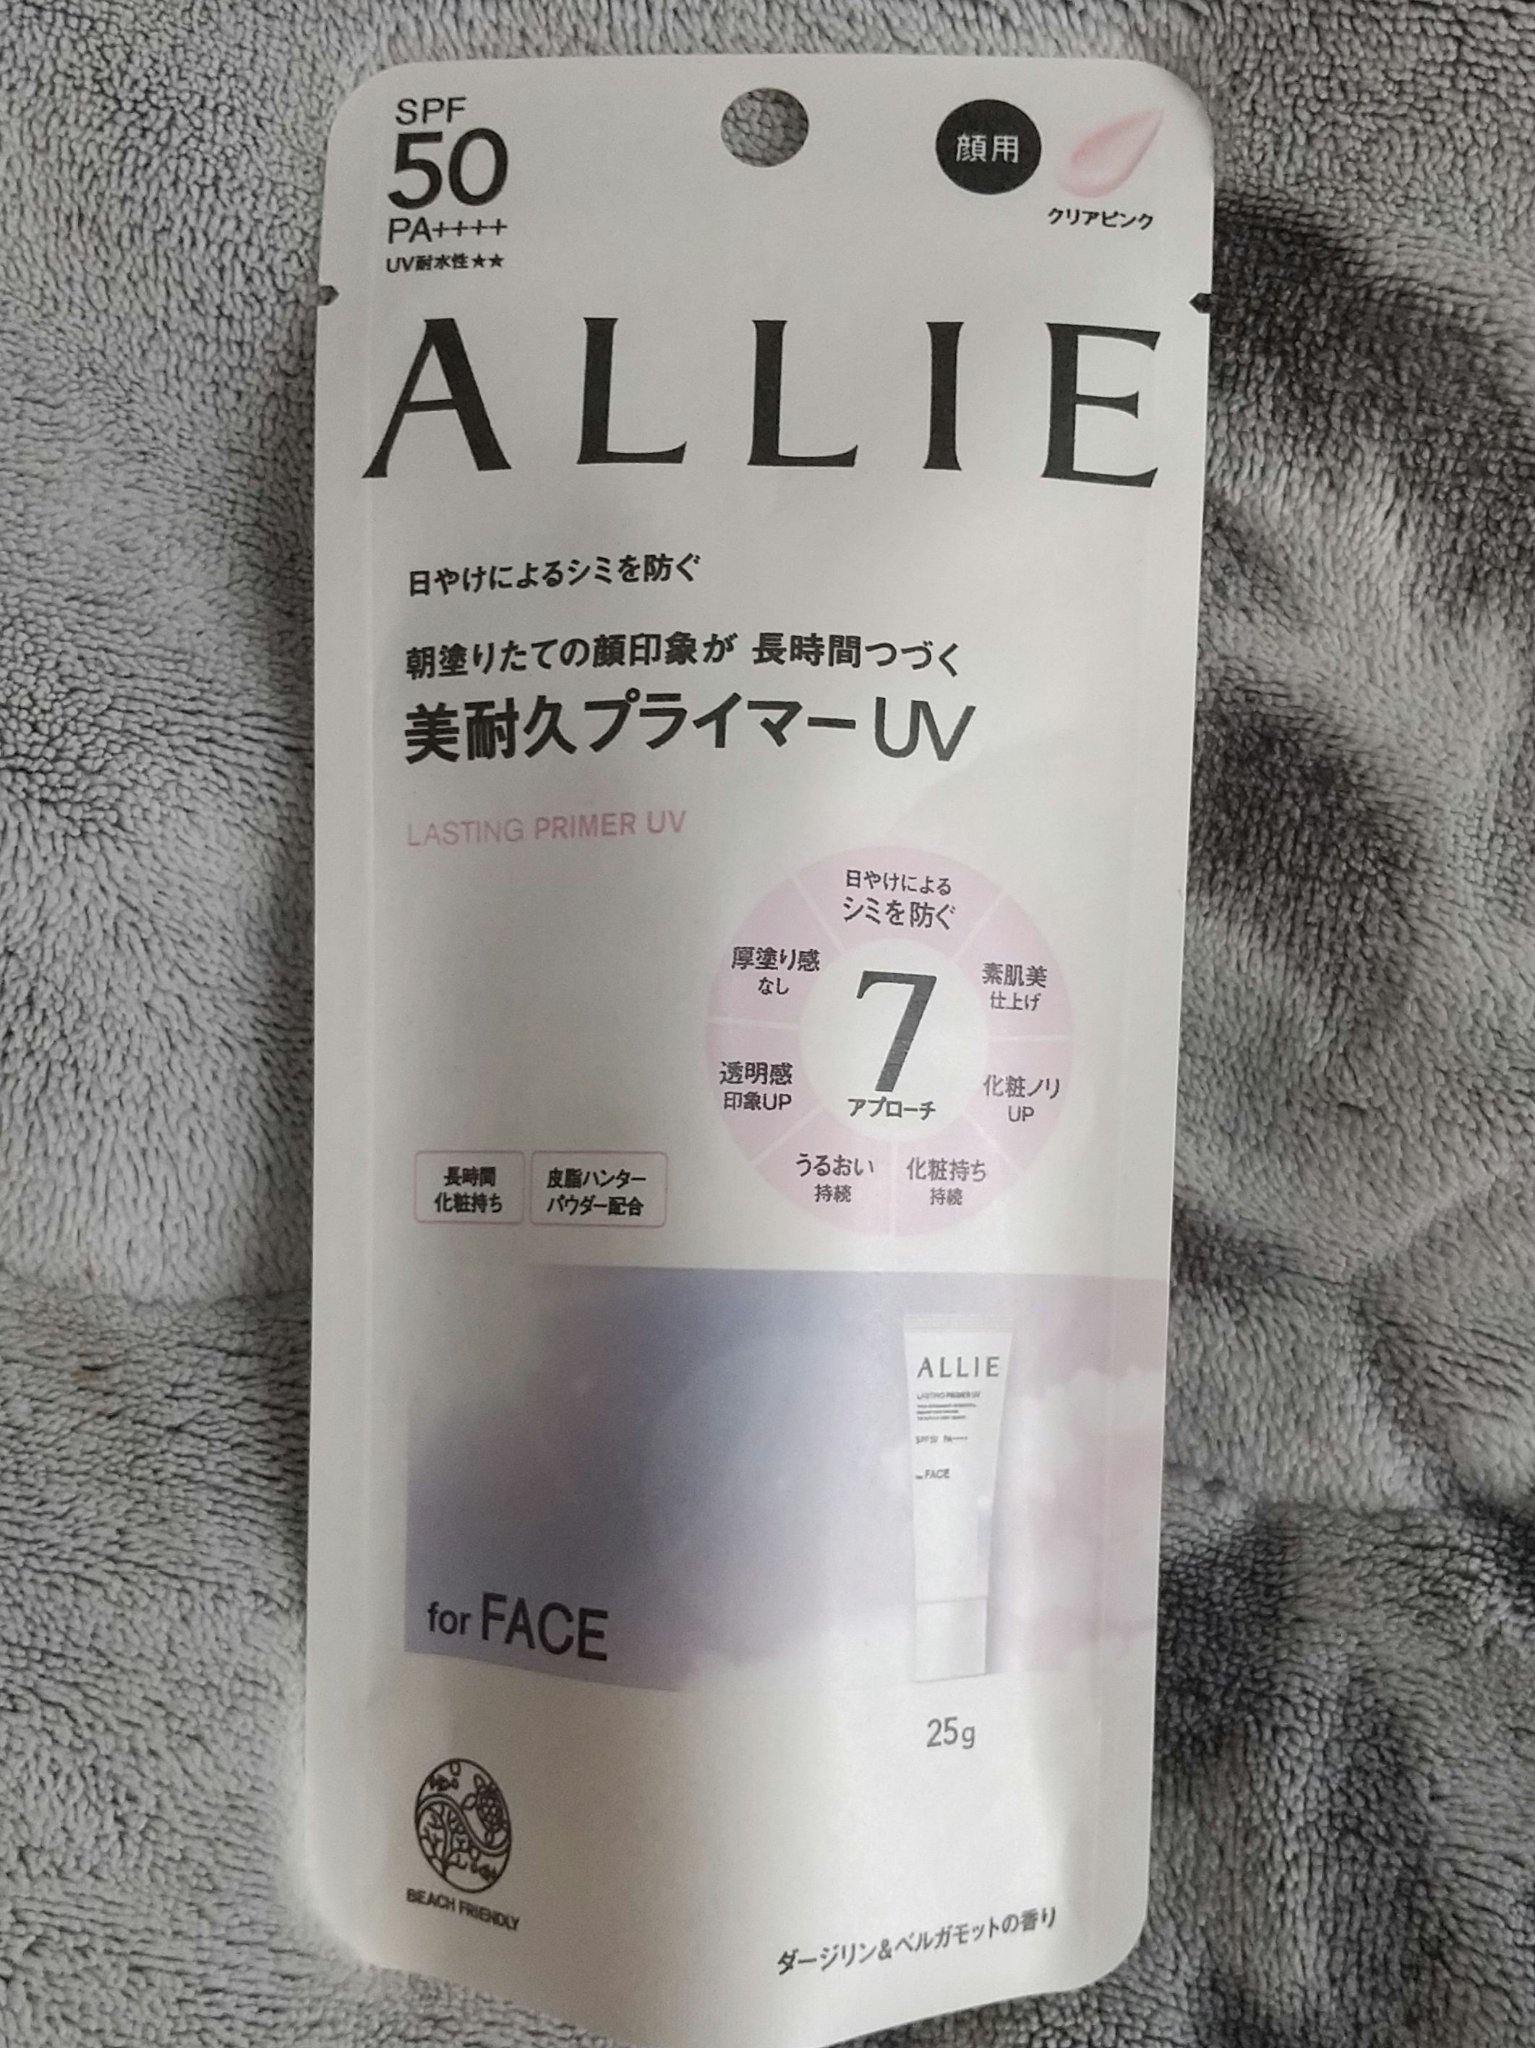 SPF
50
PA++++
UV耐水性★★
顔用
クリアピンク
ALLIE
日やけによるシミを防ぐ
朝塗りたての顔印象が 長時間つづく
美耐久プライマーUV
LASTING PRIMER UV
日やけによる
シミを防ぐ
素肌美
仕上げ
化粧ノリ
UP
化粧持ち
持続
うるおい
持続
透明感
印象UP
厚塗り感
なし
7
アプローチ
長時間
化粧持ち
皮脂ハンター
パウダー配合
ALLIE
LASTING PRIMER UV
SPF50 PA++++
for FACE
for FACE
25g
BEACH FRIENDLY
ダージリン&ベルガモットの香り